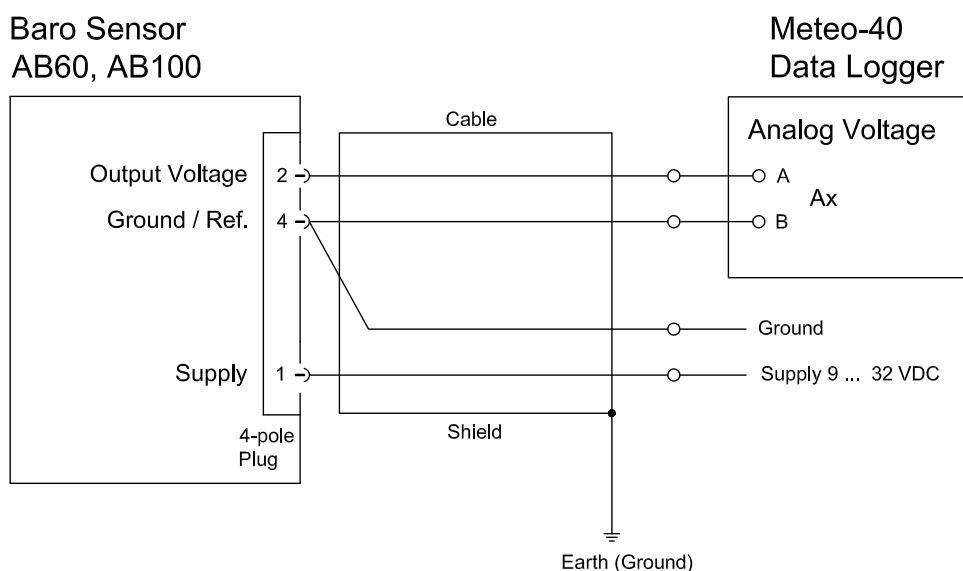 Baro Sensor
AB60, AB100
Meteo-40
Data Logger
Cable
Analog Voltage
Output Voltage
2
A
Ax
Ground / Ref.
4
B
Ground
Supply
1
Supply 9 ... 32 VDC
4-pole
Plug
Shield
Earth (Ground)